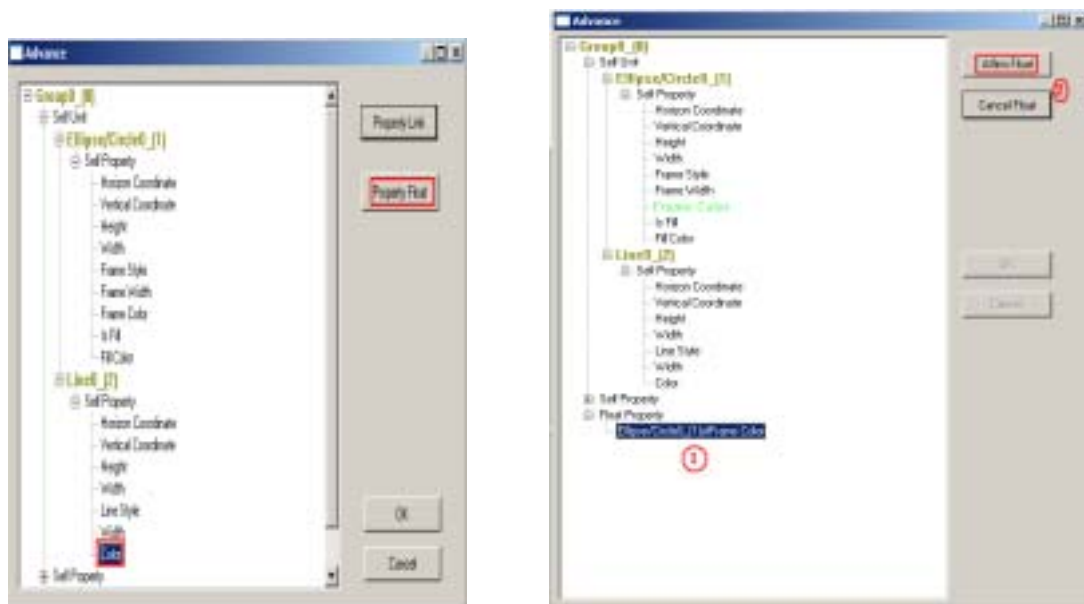 Advance
Group0_(0)
Self Unit
Ellipse/Circle0_(1)
Self Property
Horizon Coordinate
Vertical Coordinate
Height
Width
Frame Style
Frame Width
Frame Color
Is Fill
Fill Color
Line0_(2)
Self Property
Horizon Coordinate
Vertical Coordinate
Height
Width
Line Style
Width
Color
Self Property
Property Link
Property Float
OK
Cancel
Advance
Group0_(0)
Self Unit
Ellipse/Circle0_(1)
Self Property
Horizon Coordinate
Vertical Coordinate
Height
Width
Frame Style
Frame Width
Frame Color
Is Fill
Fill Color
Line0_(2)
Self Property
Horizon Coordinate
Vertical Coordinate
Height
Width
Line Style
Width
Color
Self Property
Float Property
Ellipse/Circle0_(1)#Frame Color
1
Float
Cancel Float
2
OK
Cancel